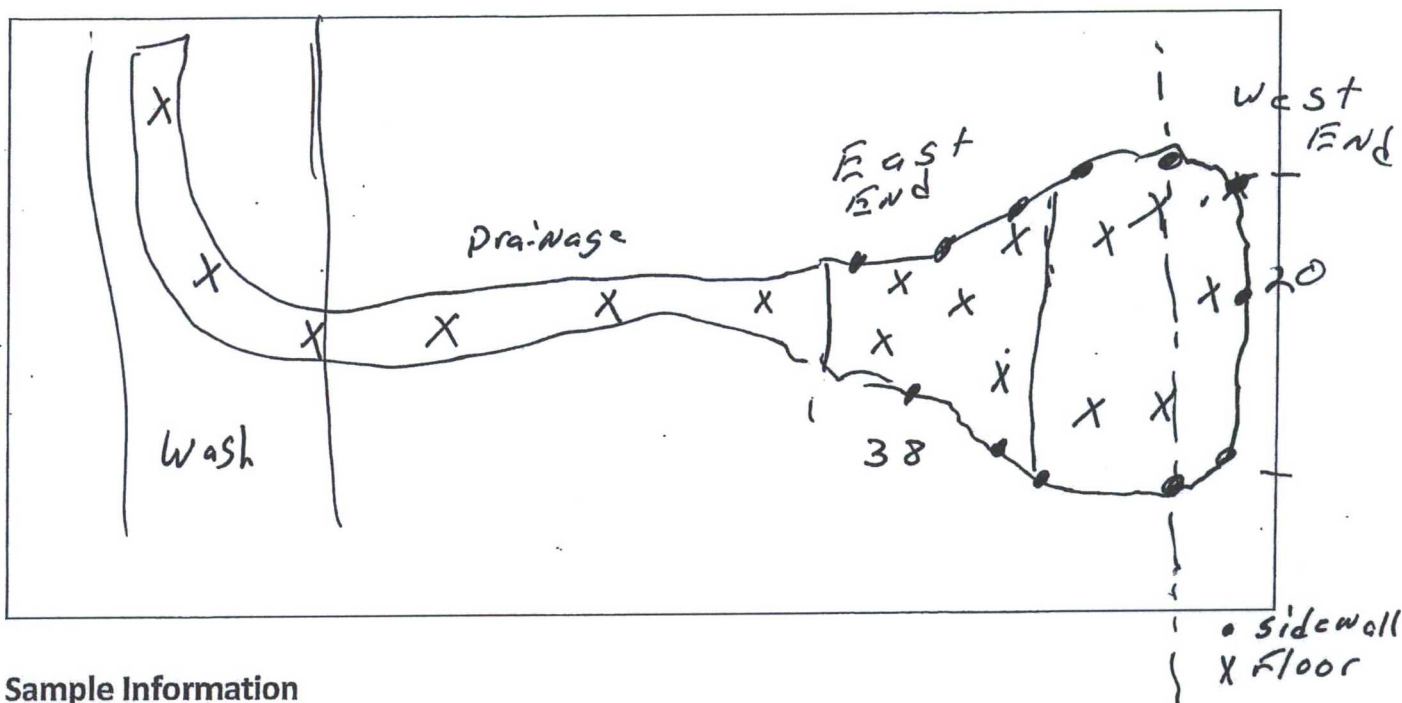 West
End
East
End
Drainage
20
Wash
38
• sidewall
X Floor
Sample Information